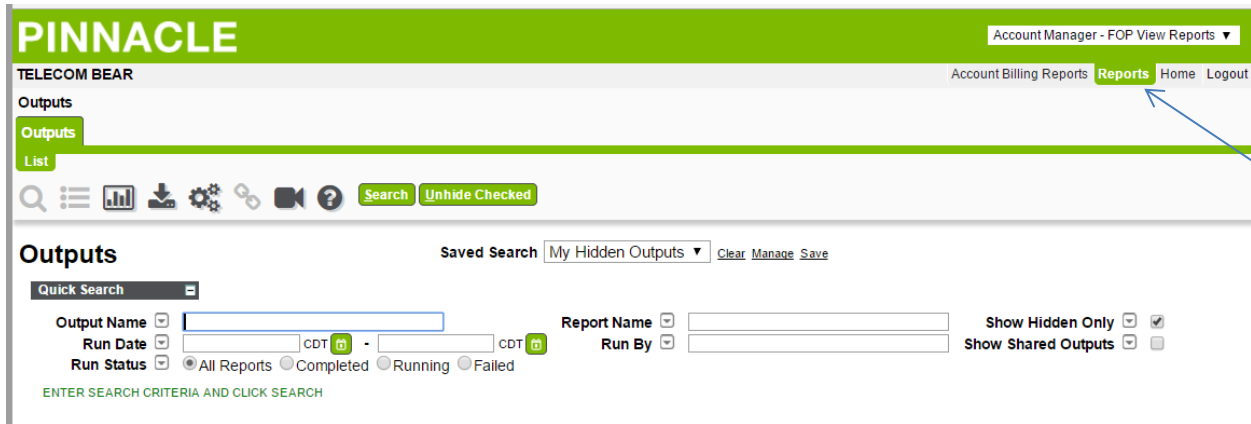 PINNACLE
Account Manager - FOP View Reports
TELECOM BEAR
Account Billing Reports Reports Home Logout
Outputs
Outputs
List
Search Unhide Checked
Outputs
Saved Search My Hidden Outputs Clear Manage Save
Quick Search
Output Name Report Name Show Hidden Only
Run Date CDT - CDT Run By Show Shared Outputs
Run Status All Reports Completed Running Failed
ENTER SEARCH CRITERIA AND CLICK SEARCH